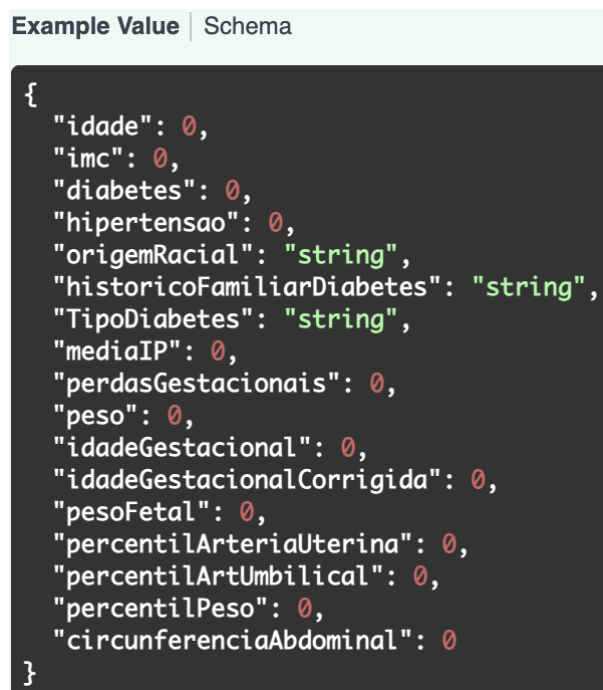 Example Value | Schema
{
  "idade": 0,
  "imc": 0,
  "diabetes": 0,
  "hipertensao": 0,
  "origemRacial": "string",
  "historicoFamiliarDiabetes": "string",
  "TipoDiabetes": "string",
  "mediaIP": 0,
  "perdasGestacionais": 0,
  "peso": 0,
  "idadeGestacional": 0,
  "idadeGestacionalCorrigida": 0,
  "pesoFetal": 0,
  "percentilArteriaUterina": 0,
  "percentilArtUmbilical": 0,
  "percentilPeso": 0,
  "circunferenciaAbdominal": 0
}